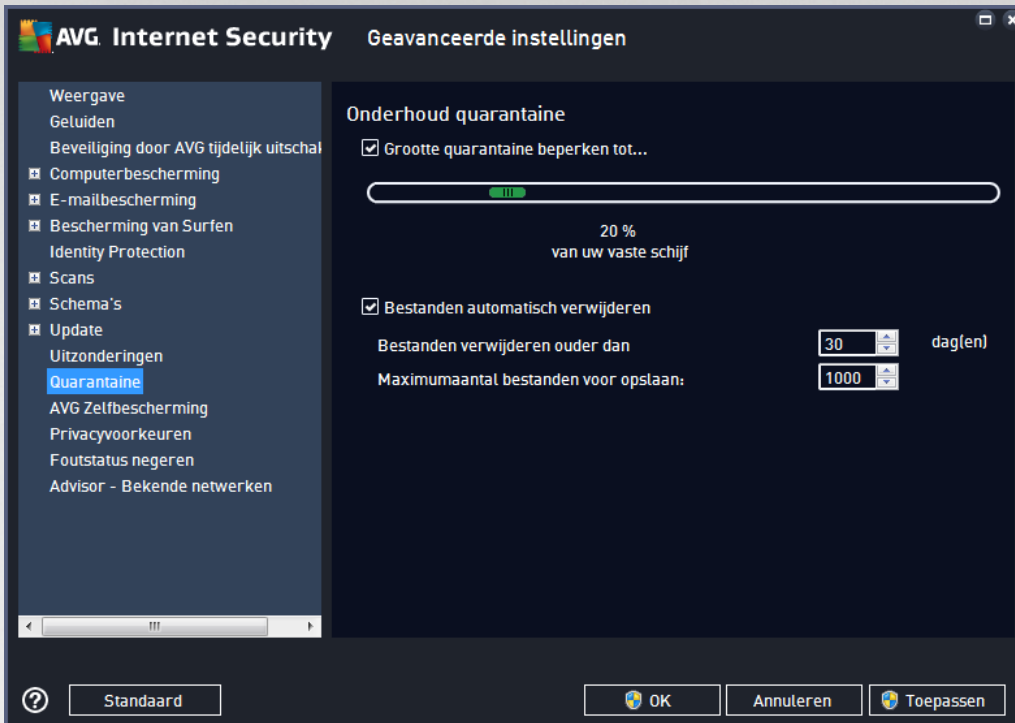 AVG. Internet Security Geavanceerde instellingen
Weergave
Geluiden
Beveiliging door AVG tijdelijk uitschak
Computerbescherming
E-mailbescherming
Bescherming van Surfen
Identity Protection
Scans
Schema's
Update
Uitzonderingen
Quarantaine
AVG Zelfbescherming
Privacyvoorkeuren
Foutstatus negeren
Advisor - Bekende netwerken
Onderhoud quarantaine
Grootte quarantaine beperken tot...
20 %
van uw vaste schijf
Bestanden automatisch verwijderen
Bestanden verwijderen ouder dan 30 dag(en)
Maximumaantal bestanden voor opslaan: 1000
? Standaard OK Annuleren Toepassen